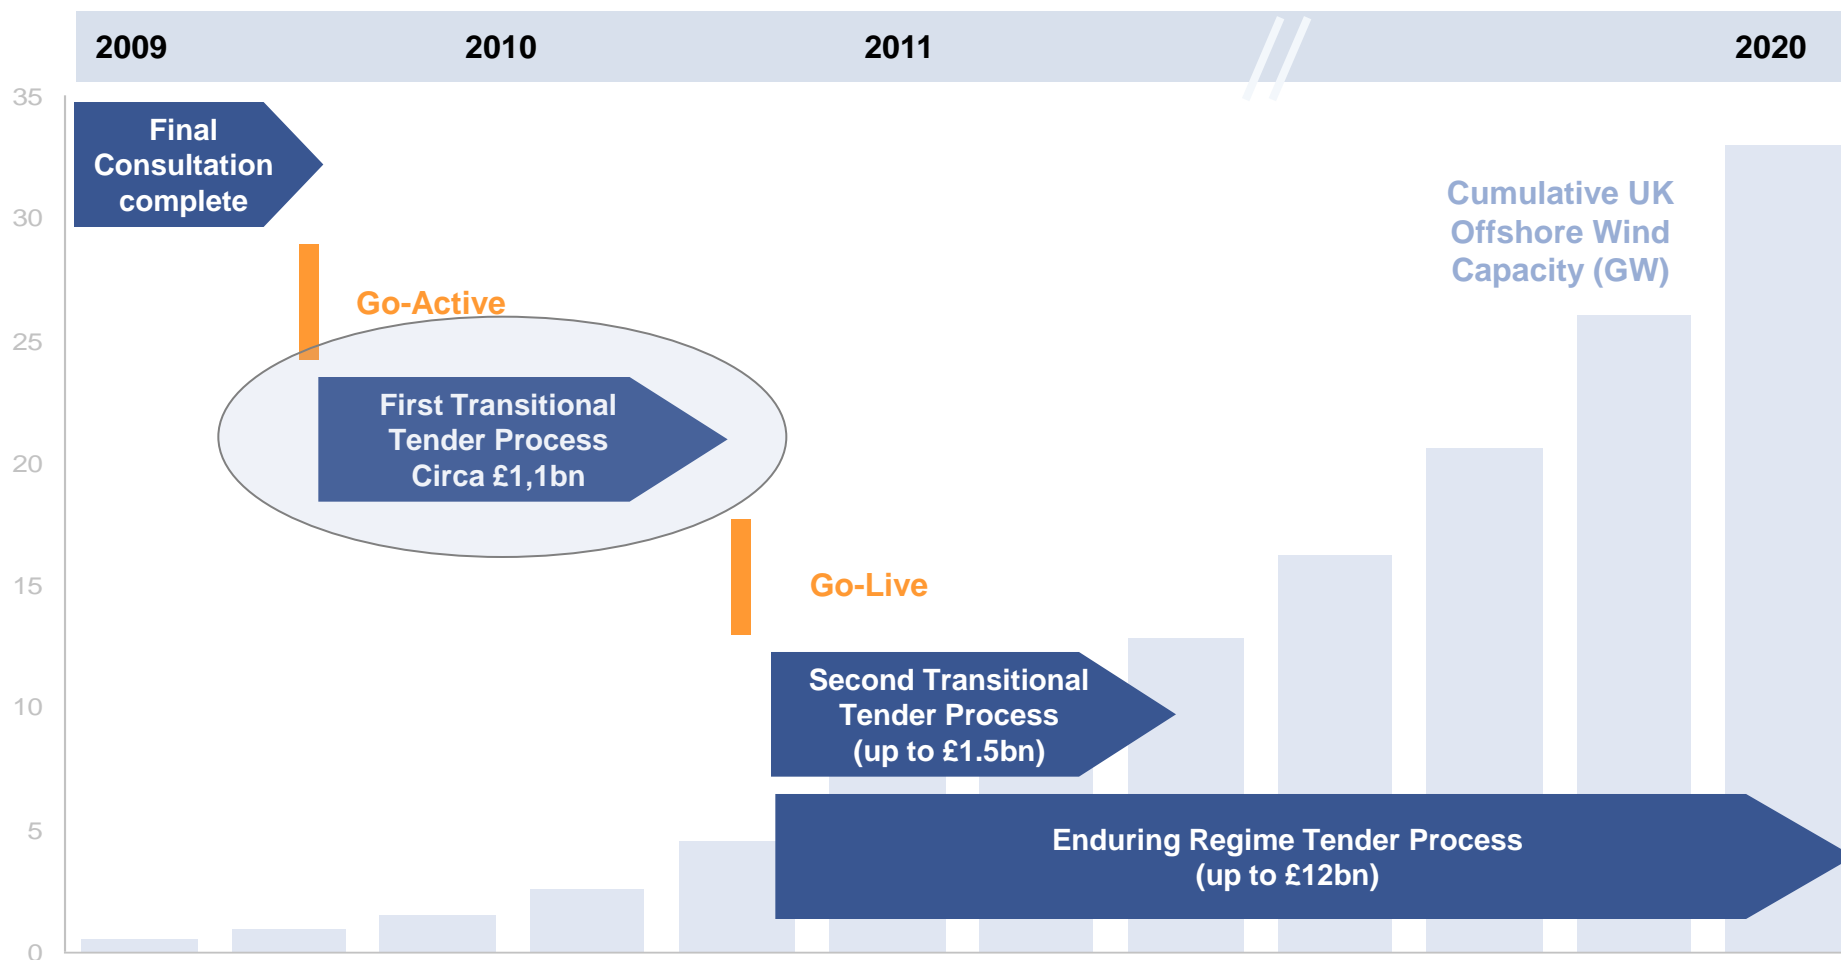 2009 2010 2011 2020
35
Final
Consultation
complete
30
Cumulative UK
Offshore Wind
Capacity (GW)
Go-Active
25
First Transitional
Tender Process
Circa £1,1bn
20
15
Go-Live
Second Transitional
Tender Process
(up to £1.5bn)
10
5
Enduring Regime Tender Process
(up to £12bn)
0